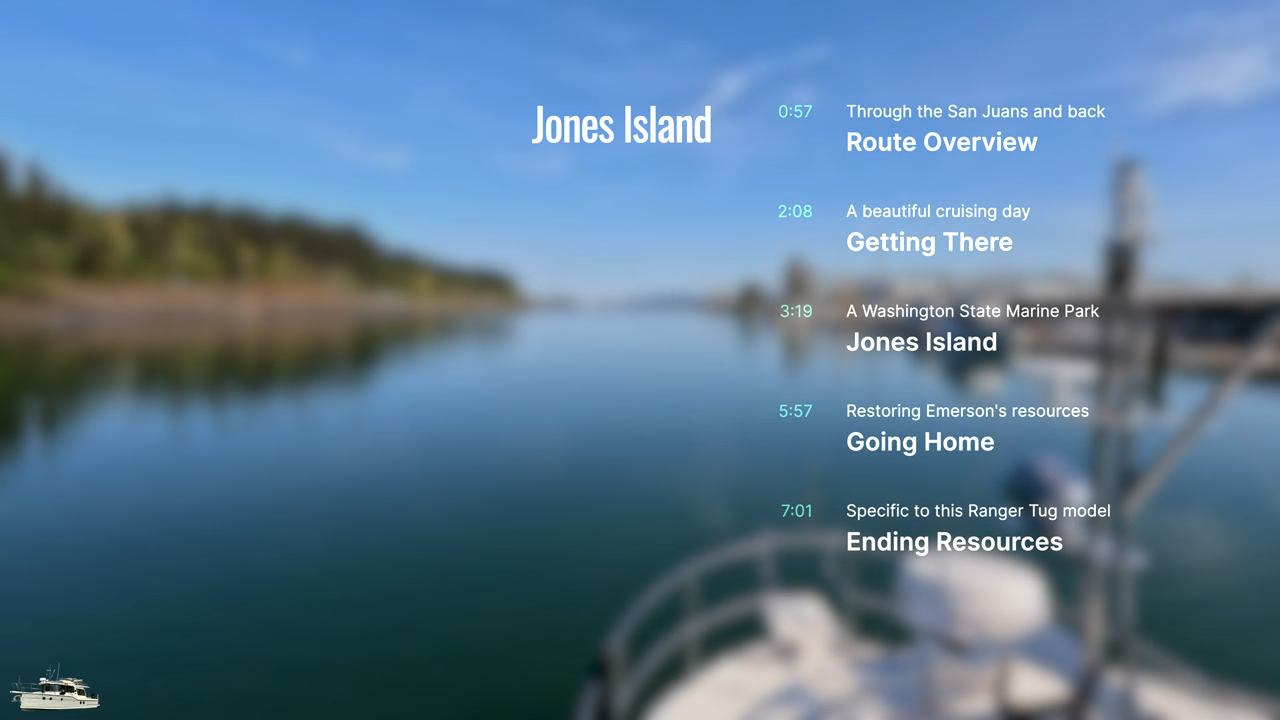 Jones Island
0:57
Through the San Juans and back
Route Overview
2:08
A beautiful cruising day
Getting There
3:19
A Washington State Marine Park
Jones Island
5:57
Restoring Emerson's resources
Going Home
7:01
Specific to this Ranger Tug model
Ending Resources